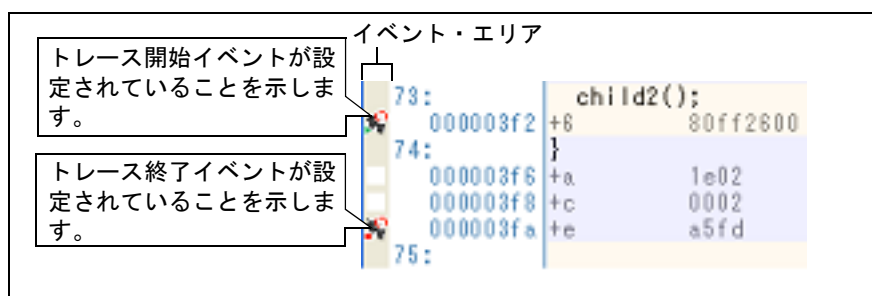 イベント・エリア
トレース開始イベントが設
定されていることを示しま
す。
トレース終了イベントが設
定されていることを示しま
す。
73: child2();
000003f2 +6 80ff2600
74: }
000003f6 +a 1e02
000003f8 +c 0002
000003fa +e a5fd
75: